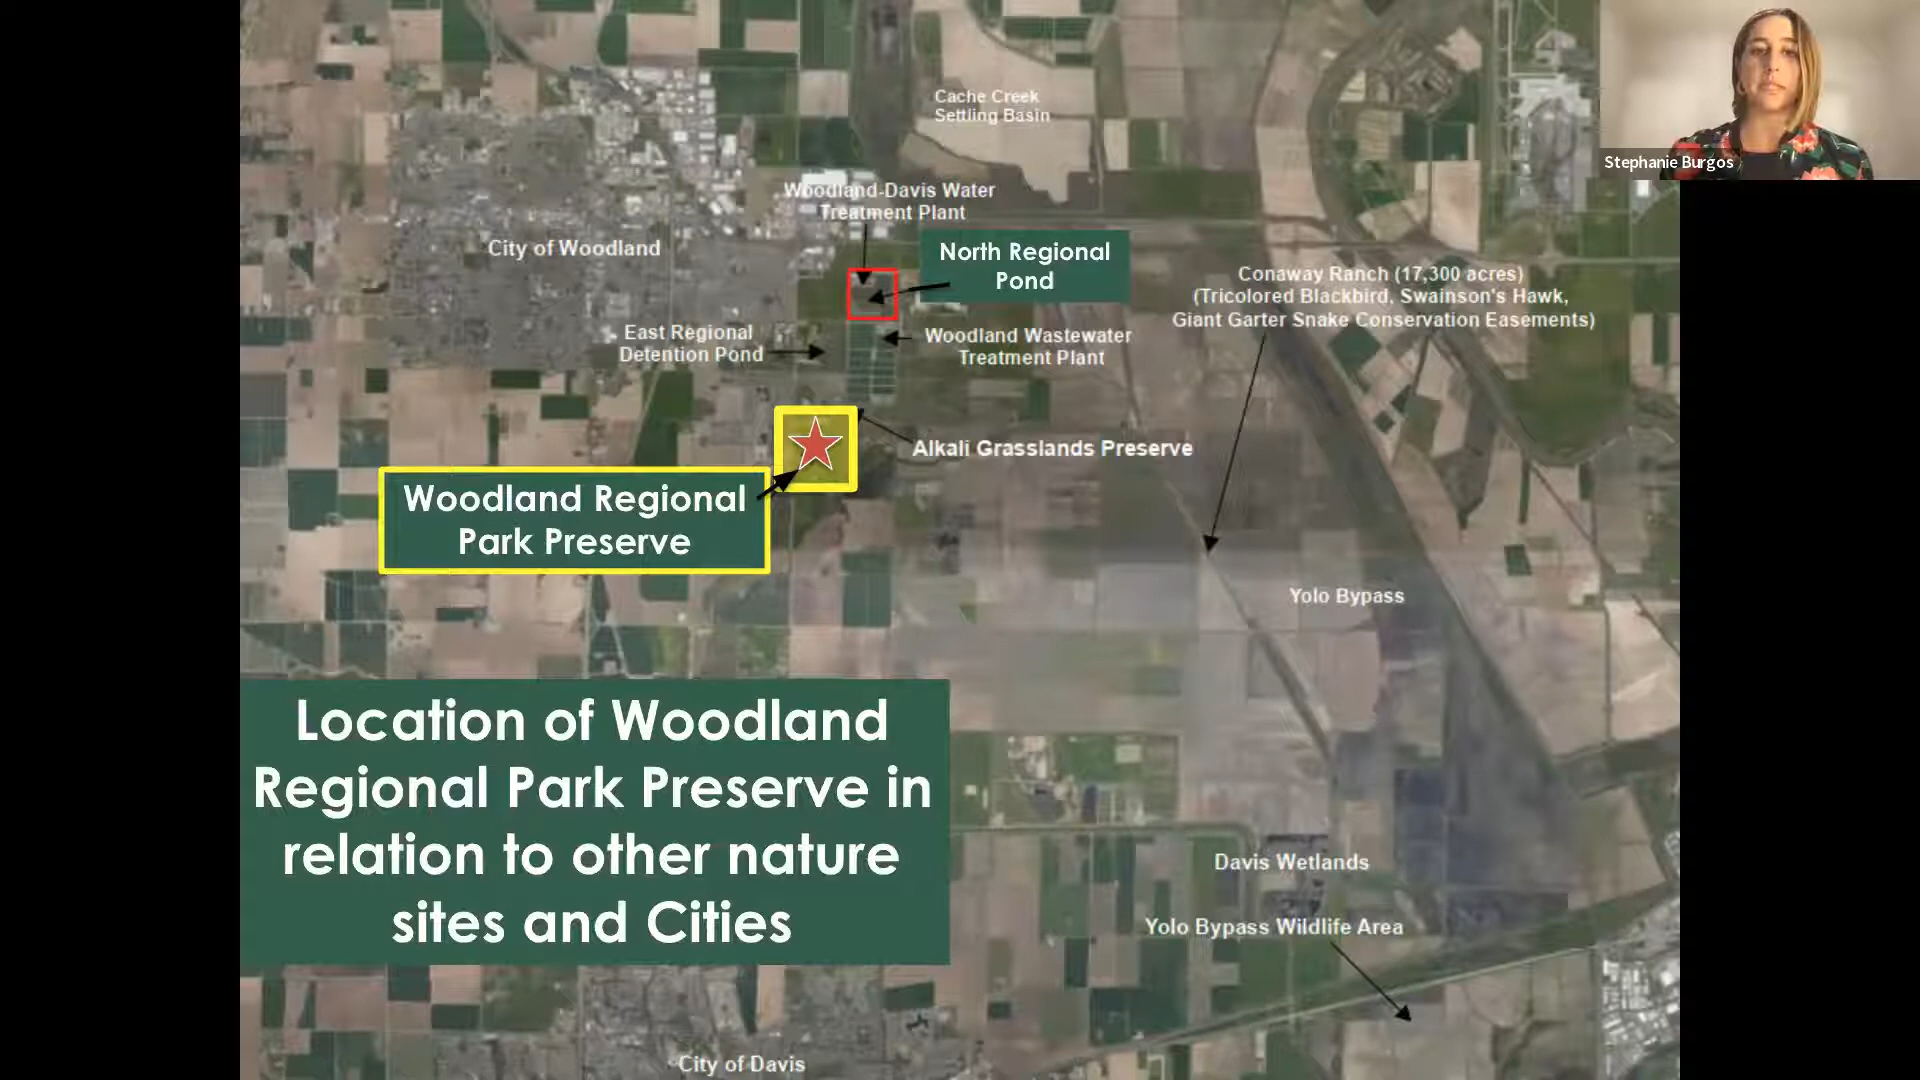 Cache Creek
Settling Basin
Stephanie Burgos
Woodland-Davis Water
Treatment Plant
City of Woodland
North Regional
Pond
Conaway Ranch (17,300 acres)
(Tricolored Blackbird, Swainson's Hawk,
Giant Garter Snake Conservation Easements)
East Regional
Detention Pond
Woodland Wastewater
Treatment Plant
Alkali Grasslands Preserve
Woodland Regional
Park Preserve
Yolo Bypass
Location of Woodland
Regional Park Preserve in
relation to other nature
sites and Cities
Davis Wetlands
Yolo Bypass Wildlife Area
City of Davis